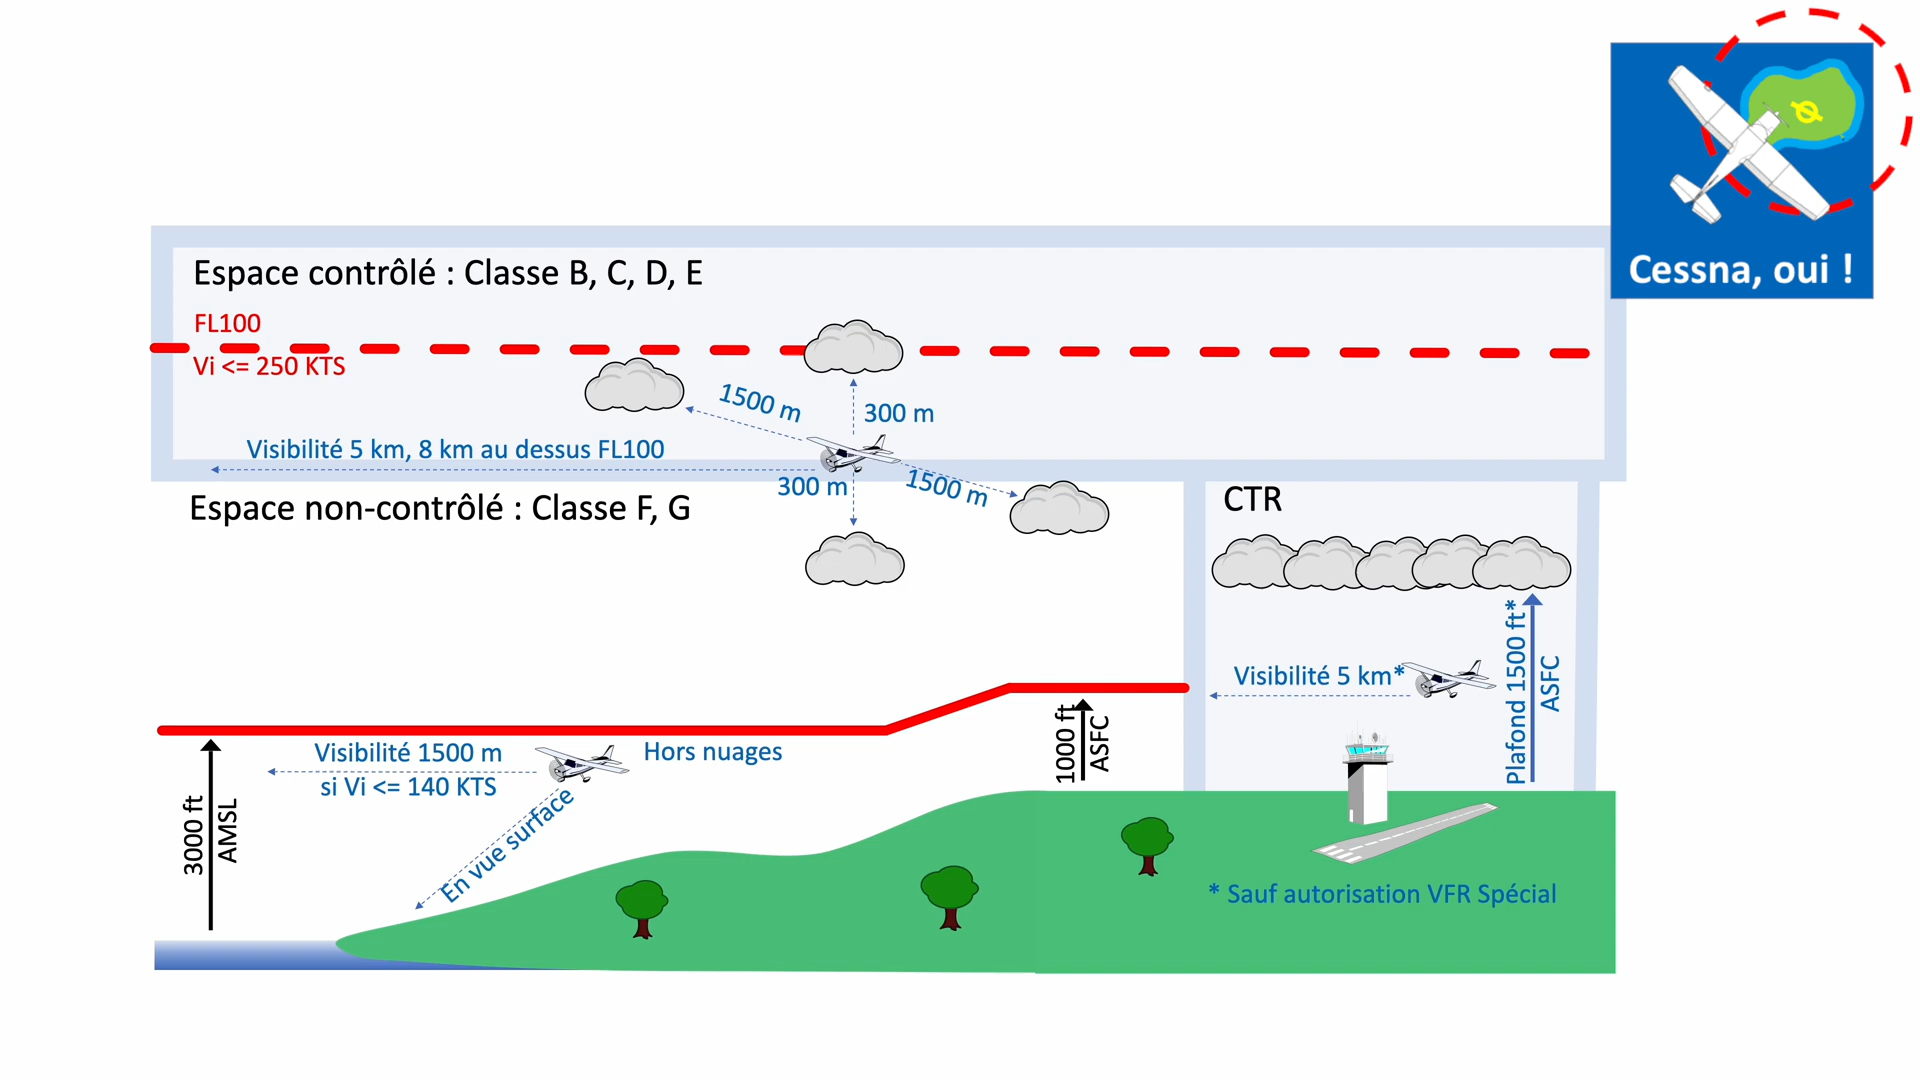 Cessna, oui !
Espace contrôlé : Classe B, C, D, E
FL100
Vi <= 250 KTS
1500 m
300 m
Visibilité 5 km, 8 km au dessus FL100
300 m
1500 m
Espace non-contrôlé : Classe F, G
CTR
Plafond 1500 ft*
ASFC
Visibilité 5 km*
1000 ft
ASFC
Visibilité 1500 m
si Vi <= 140 KTS
Hors nuages
En vue surface
3000 ft
AMSL
* Sauf autorisation VFR Spécial